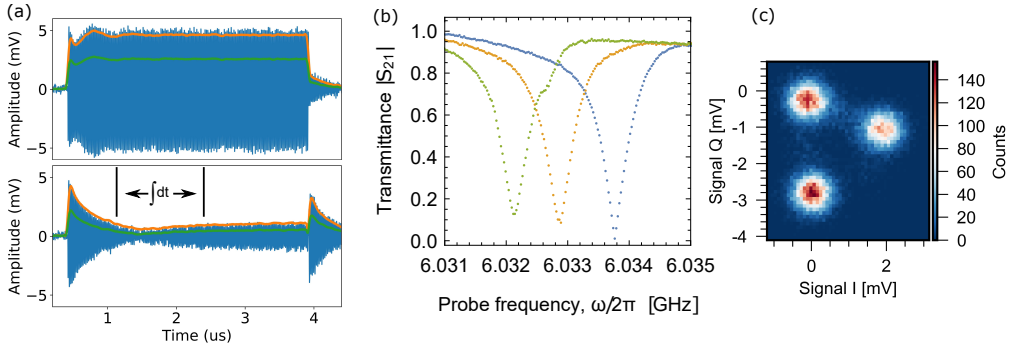 (a)
5
0
−5
Amplitude (mV)
5
0
−5
Amplitude (mV)
∫dt
1 2 3 4
Time (us)
(b)
1.0
0.8
0.6
0.4
0.2
0.0
Transmittance |S21|
6.031 6.032 6.033 6.034 6.035
Probe frequency, ω/2π [GHz]
(c)
0
-1
-2
-3
-4
Signal Q [mV]
0 2
Signal I [mV]
140
120
100
80
60
40
20
0
Counts